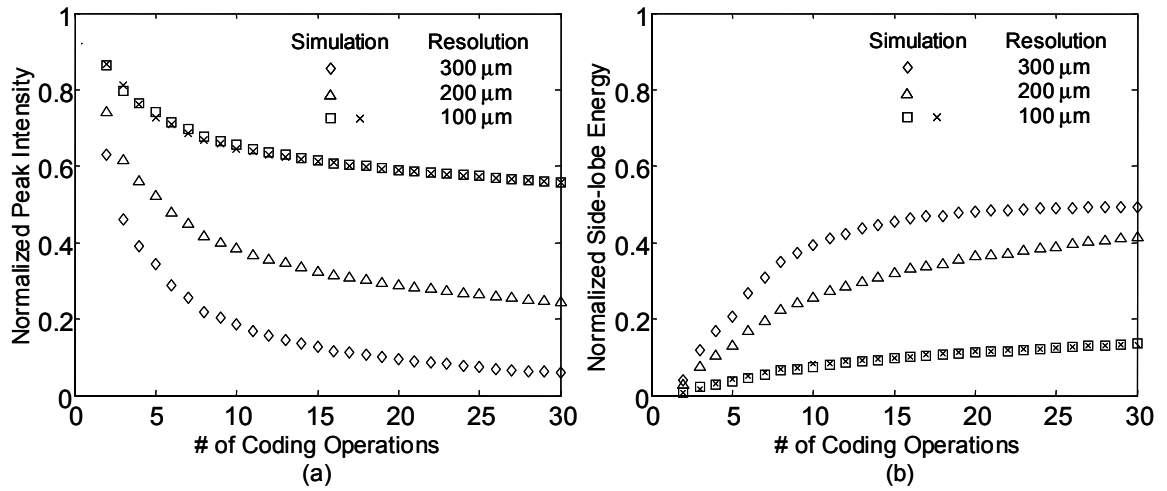 Normalized Peak Intensity
1
0.8
0.6
0.4
0.2
0
Simulation Resolution
300 μm
200 μm
100 μm
0 5 10 15 20 25 30
# of Coding Operations
(a)
Normalized Side-lobe Energy
1
0.8
0.6
0.4
0.2
0
Simulation Resolution
300 μm
200 μm
100 μm
0 5 10 15 20 25 30
# of Coding Operations
(b)